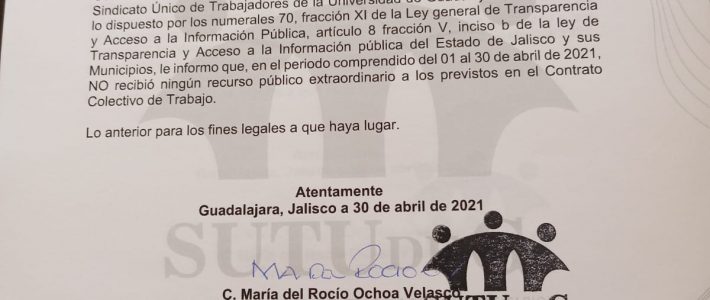 Sindicato Único de Trabajadores de la Universidad de
lo dispuesto por los numerales 70, fracción XI de la Ley general de Transparencia
y Acceso a la Información Pública, artículo 8 fracción V, inciso b de la ley de
Transparencia y Acceso a la Información pública del Estado de Jalisco y sus
Municipios, le informo que, en el periodo comprendido del 01 al 30 de abril de 2021,
NO recibió ningún recurso público extraordinario a los previstos en el Contrato
Colectivo de Trabajo.
Lo anterior para los fines legales a que haya lugar.
Atentamente
Guadalajara, Jalisco a 30 de abril de 2021
SUTUdeG
Ma del Rocio
C. María del Rocío Ochoa Velasco